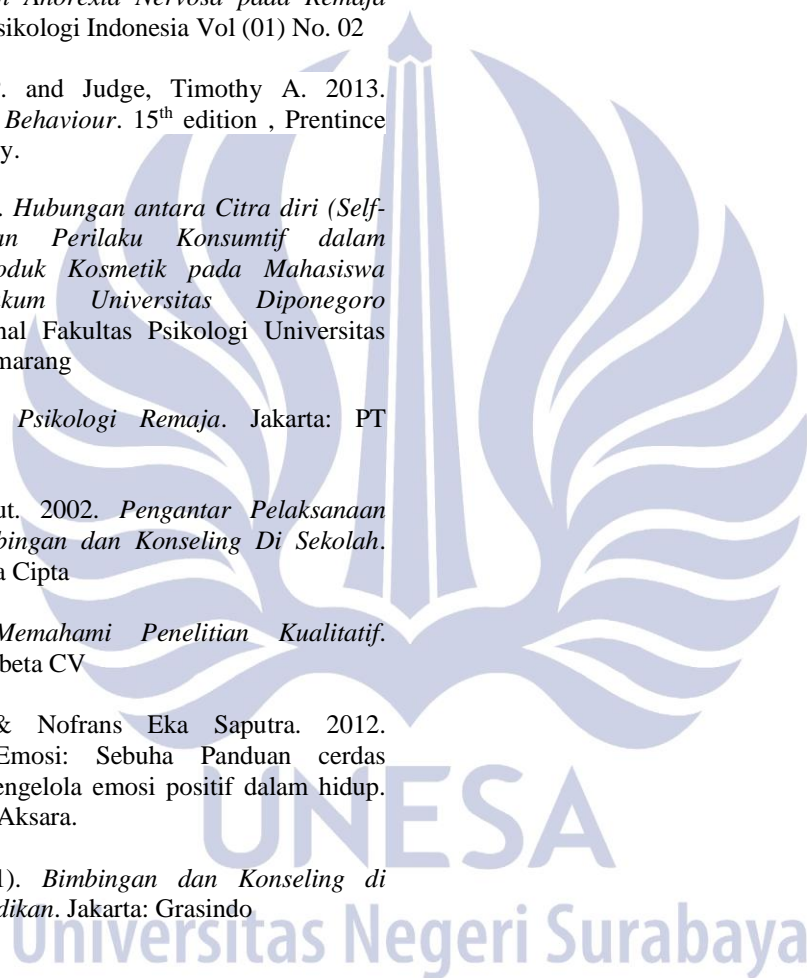 Anorexia Nervosa pada Remaja
sikologi Indonesia Vol (01) No. 02
. and Judge, Timothy A. 2013.
Behaviour. 15th edition , Prentince
y.
. Hubungan antara Citra diri (Self-
an Perilaku Konsumtif dalam
oduk Kosmetik pada Mahasiswa
kum Universitas Diponegoro
nal Fakultas Psikologi Universitas
marang
Psikologi Remaja. Jakarta: PT
ut. 2002. Pengantar Pelaksanaan
bingan dan Konseling Di Sekolah.
a Cipta
Memahami Penelitian Kualitatif.
beta CV
& Nofrans Eka Saputra. 2012.
Emosi: Sebuha Panduan cerdas
engelola emosi positif dalam hidup.
Aksara.
1). Bimbingan dan Konseling di
dikan. Jakarta: Grasindo
UNESA
Universitas Negeri Surabaya